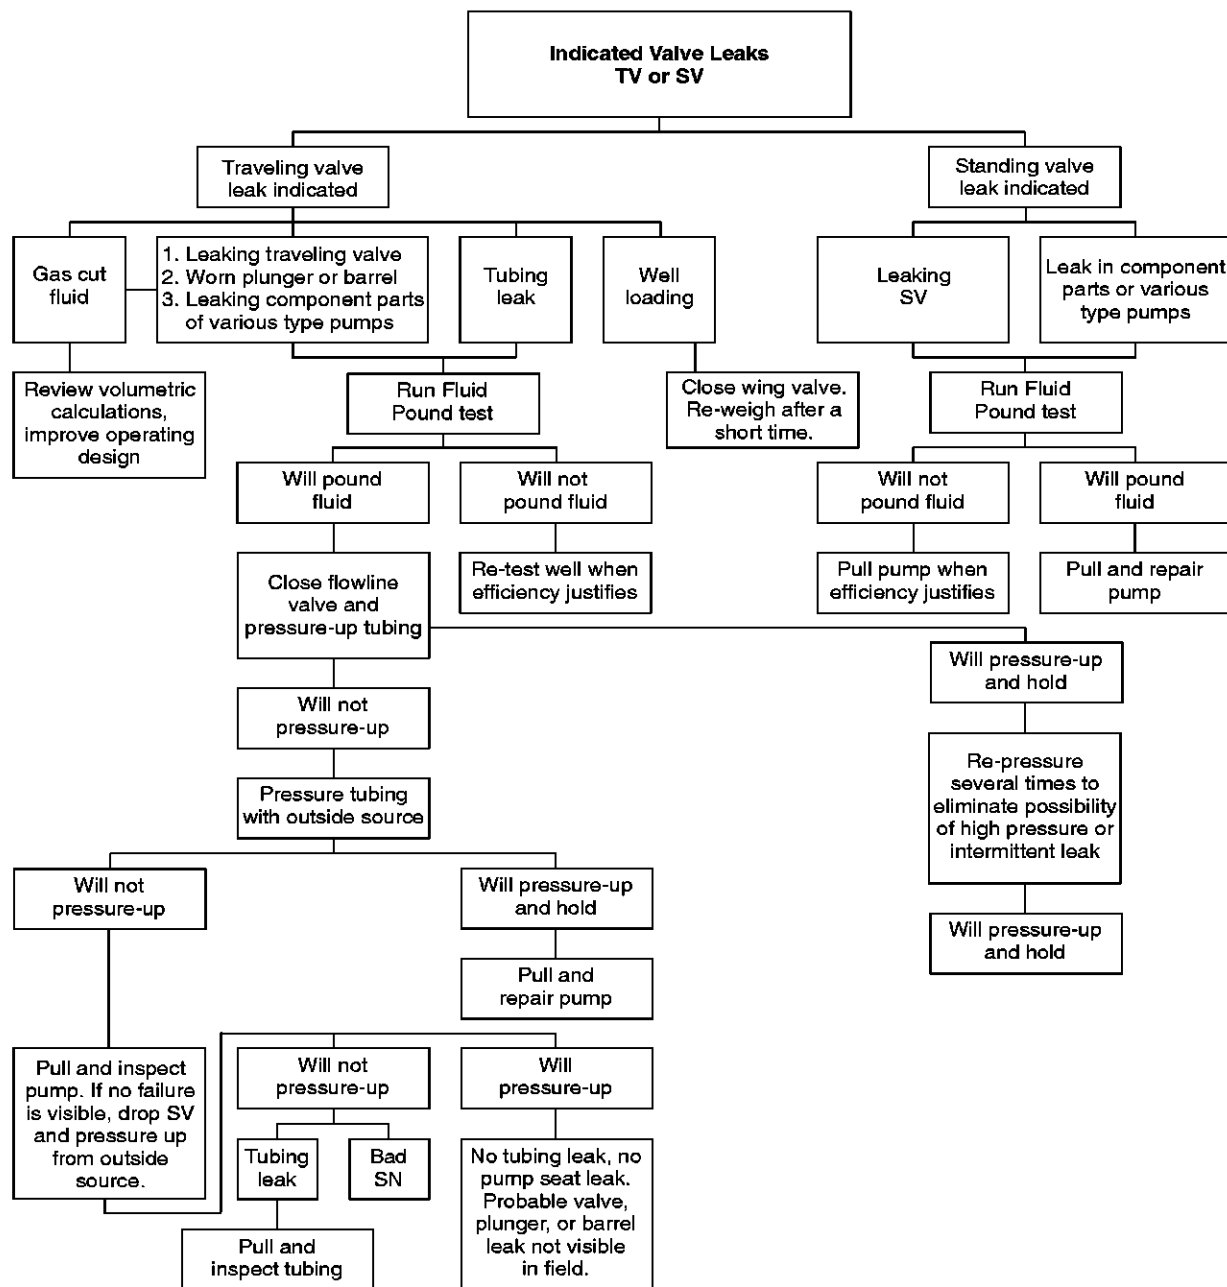 Indicated Valve Leaks
TV or SV
Traveling valve
leak indicated
Standing valve
leak indicated
Gas cut
fluid
1. Leaking traveling valve
2. Worn plunger or barrel
3. Leaking component parts
of various type pumps
Tubing
leak
Well
loading
Leaking
SV
Leak in component
parts or various
type pumps
Review volumetric
calculations,
improve operating
design
Run Fluid
Pound test
Close wing valve.
Re-weigh after a
short time.
Run Fluid
Pound test
Will pound
fluid
Will not
pound fluid
Will not
pound fluid
Will pound
fluid
Close flowline
valve and
pressure-up tubing
Re-test well when
efficiency justifies
Pull pump when
efficiency justifies
Pull and repair
pump
Will pressure-up
and hold
Will not
pressure-up
Re-pressure
several times to
eliminate possibility
of high pressure or
intermittent leak
Pressure tubing
with outside source
Will not
pressure-up
Will pressure-up
and hold
Will pressure-up
and hold
Pull and
repair pump
Pull and inspect
pump. If no failure
is visible, drop SV
and pressure up
from outside
source.
Will not
pressure-up
Will
pressure-up
Tubing
leak
Bad
SN
No tubing leak, no
pump seat leak.
Probable valve,
plunger, or barrel
leak not visible
in field.
Pull and
inspect tubing